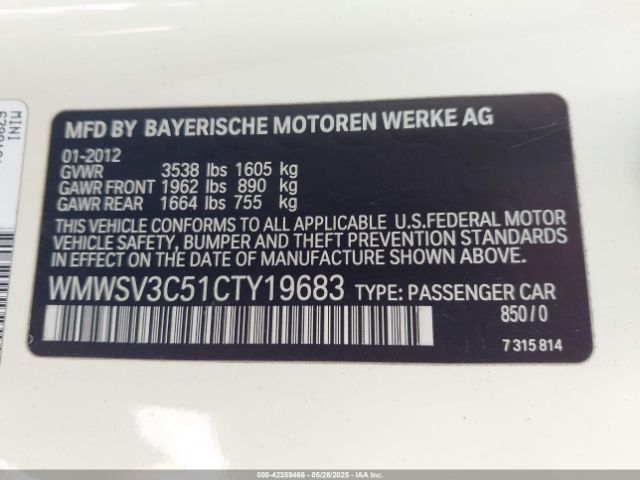 MFD BY BAYERISCHE MOTOREN WERKE AG
01-2012
GVWR 3538 lbs 1605 kg
GAWR FRONT 1962 lbs 890 kg
GAWR REAR 1664 lbs 755 kg
THIS VEHICLE CONFORMS TO ALL APPLICABLE U.S.FEDERAL MOTOR
VEHICLE SAFETY, BUMPER AND THEFT PREVENTION STANDARDS
IN EFFECT ON THE DATE OF MANUFACTURE SHOWN ABOVE.
WMWSV3C51CTY19683 TYPE: PASSENGER CAR
850/0
7 315 814
MINI
000-42359466 - 05/28/2025 - COPYRIGHT IAA, LLC.